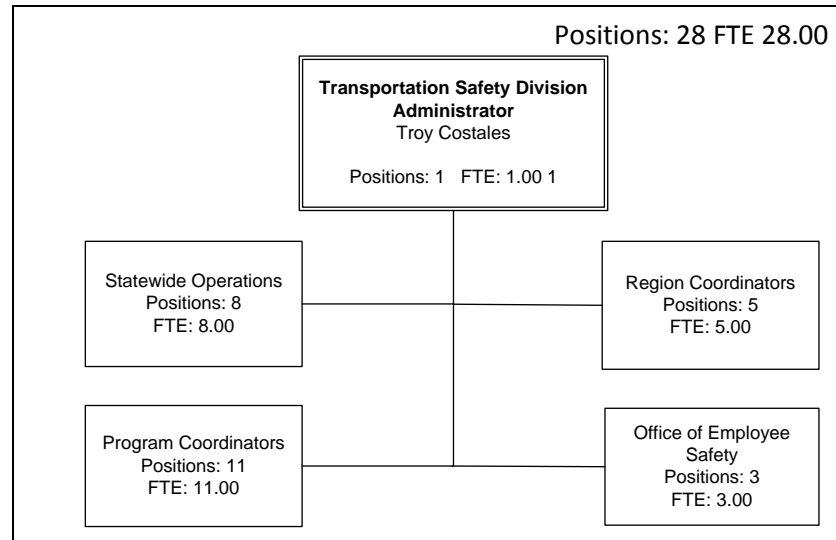 Positions: 28 FTE 28.00
Transportation Safety Division
Administrator
Troy Costales
Positions: 1 FTE: 1.00 1
Statewide Operations
Positions: 8
FTE: 8.00
Region Coordinators
Positions: 5
FTE: 5.00
Program Coordinators
Positions: 11
FTE: 11.00
Office of Employee
Safety
Positions: 3
FTE: 3.00